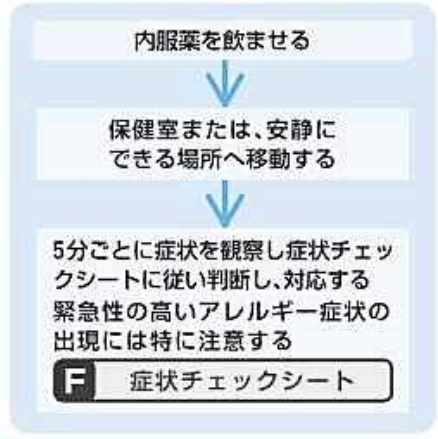 内服薬を飲ませる
保健室または、安静に
できる場所へ移動する
5分ごとに症状を観察し症状チェッ
クシートに従い判断し、対応する
緊急性の高いアレルギー症状の
出現には特に注意する
F 症状チェックシート